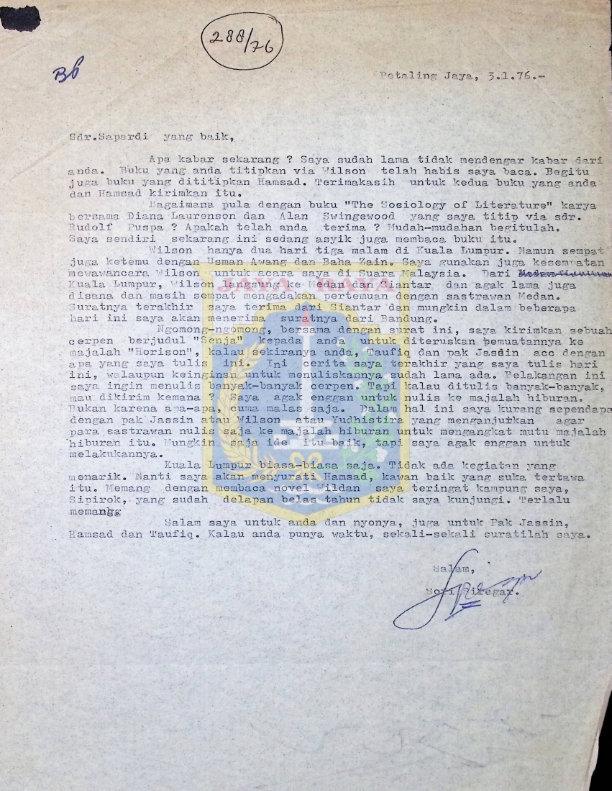 288/76
Bb
Petaling Jaya, 3.1.76.-
Sdr.Sapardi yang baik,
Apa kabar sekarang ? Saya sudah lama tidak mendengar kabar dari
anda. Buku yang anda titipkan via Wilson telah habis saya baca. Begitu
juga buku yang dititipkan Hamsad. Terimakasih untuk kedua buku yang anda
dan Hamsad kirimkan itu.
Bagaimana pula dengan buku "The Sosiology of Literature" karya
bersama Diana Laurenson dan Alan Swingewood yang saya titip via sdr.
Rudolf Puspa ? Apakah telah anda terima ? Mudah-mudahan begitulah.
Saya sendiri sekarang ini sedang asyik juga membaca buku itu.
Wilson hanya dua hari tiga malam di Kuala Lumpur. Namun sempat
juga ketemu dengan Usman Awang dan Baha Zain. Saya gunakan juga kesempatan
mewawancara Wilson untuk acara saya di Suara Malaysia. Dari
Kuala Lumpur, Wilson langsung ke Medan dan Siantar dan agak lama juga
disana dan masih sempat mengadakan pertemuan dengan sastrawan Medan.
Suratnya terakhir saya terima dari Siantar dan mungkin dalam beberapa
hari ini saya akan menerima suratnya dari Bandung.
JAYA RAYA
Ngomong-ngomong, bersama dengan surat ini, saya kirimkan sebuah
cerpen berjudul "Senja" kepada anda untuk diteruskan pemuatannya ke
majalah "Horison", kalau sekiranya anda, Taufiq dan pak Jassin acc dengan
apa yang saya tulis ini. Ini cerita saya terakhir yang saya tulis hari
ini, walaupun keinginan untuk menuliskannya sudah lama ada. Belakangan ini
saya ingin menulis banyak-banyak cerpen. Tapi kalau ditulis banyak-banyak,
mau dikirim kemana ? Saya agak enggan untuk nulis ke majalah hiburan.
Bukan karena apa-apa, cuma malas saja. Dalam hal ini saya kurang sependapa
dengan pak Jassin atau Wilson atau Yudhistira yang menganjurkan agar
para sastrawan nulis saja ke majalah hiburan untuk mengangkat mutu majalah
hiburan itu. Mungkin saja ide itu baik, tapi saya agak enggan untuk
melakukannya.
Kuala Lumpur biasa-biasa saja. Tidak ada kegiatan yang
menarik. Nanti saya akan menyurati Hamsad, kawan baik yang suka tertawa
itu. Memang dengan membaca novel Wildan saya teringat kampung saya,
Sipirok, yang sudah delapan belas tahun tidak saya kunjungi. Terlalu
memangg
Salam saya untuk anda dan nyonya, juga untuk Pak Jassin,
Hamsad dan Taufiq. Kalau anda punya waktu, sekali-sekali suratilah saya.
Salam,
Sori Siregar.